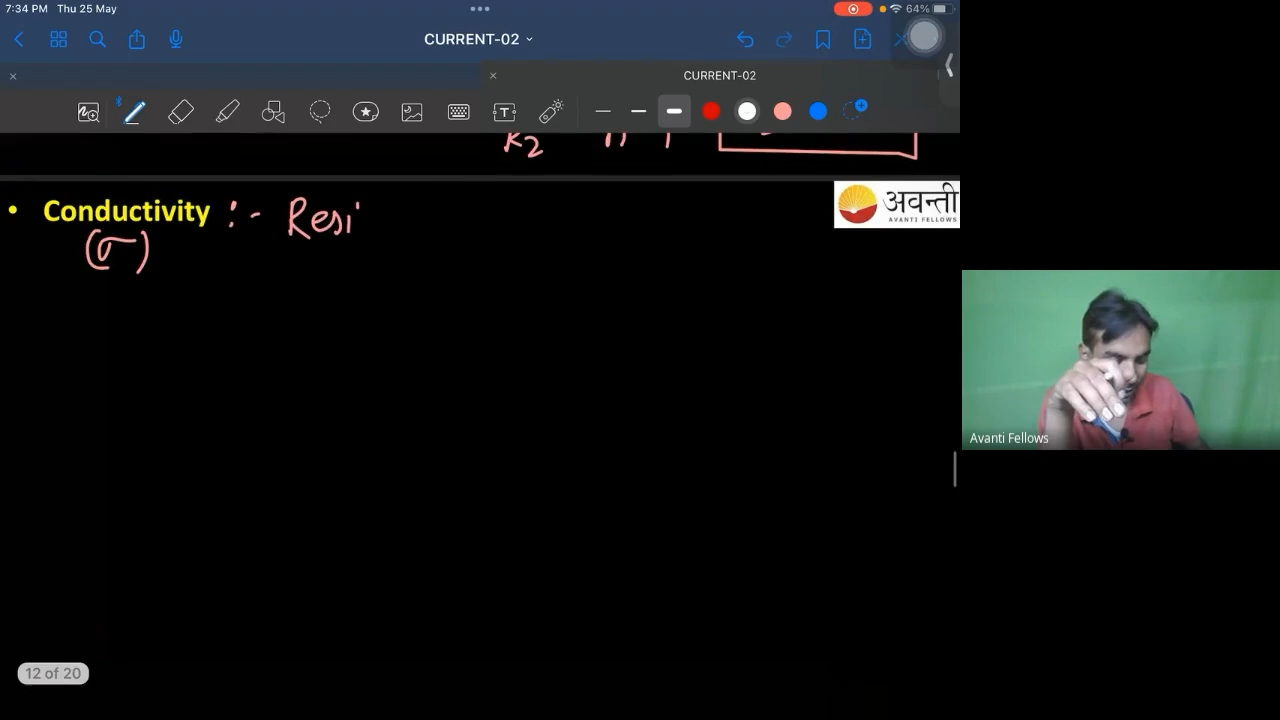 7:34 PM Thu 25 May
64%
CURRENT-02
CURRENT-02
R2
• Conductivity :- Resi
(σ)
अवन्ती
AVANTI FELLOWS
Avanti Fellows
12 of 20